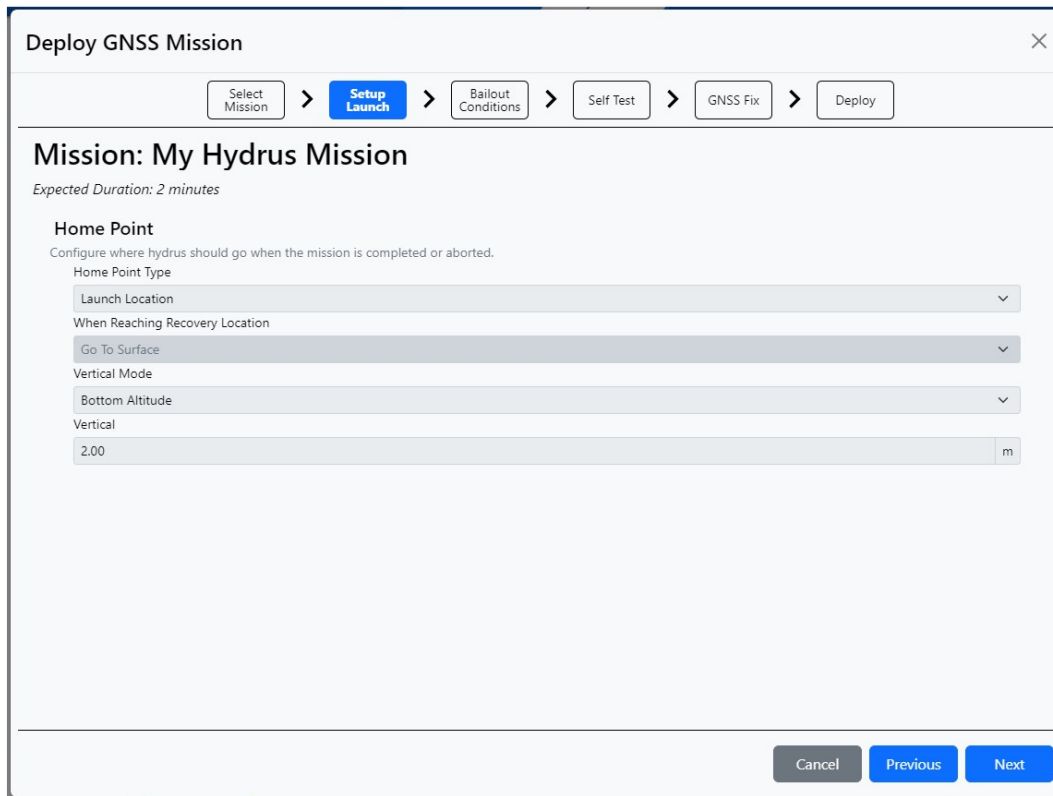 Deploy GNSS Mission
Select
Mission
Setup
Launch
Bailout
Conditions
Self Test
GNSS Fix
Deploy
Mission: My Hydrus Mission
Expected Duration: 2 minutes
Home Point
Configure where hydrus should go when the mission is completed or aborted.
Home Point Type
Launch Location
When Reaching Recovery Location
Go To Surface
Vertical Mode
Bottom Altitude
Vertical
2.00 m
Cancel Previous Next